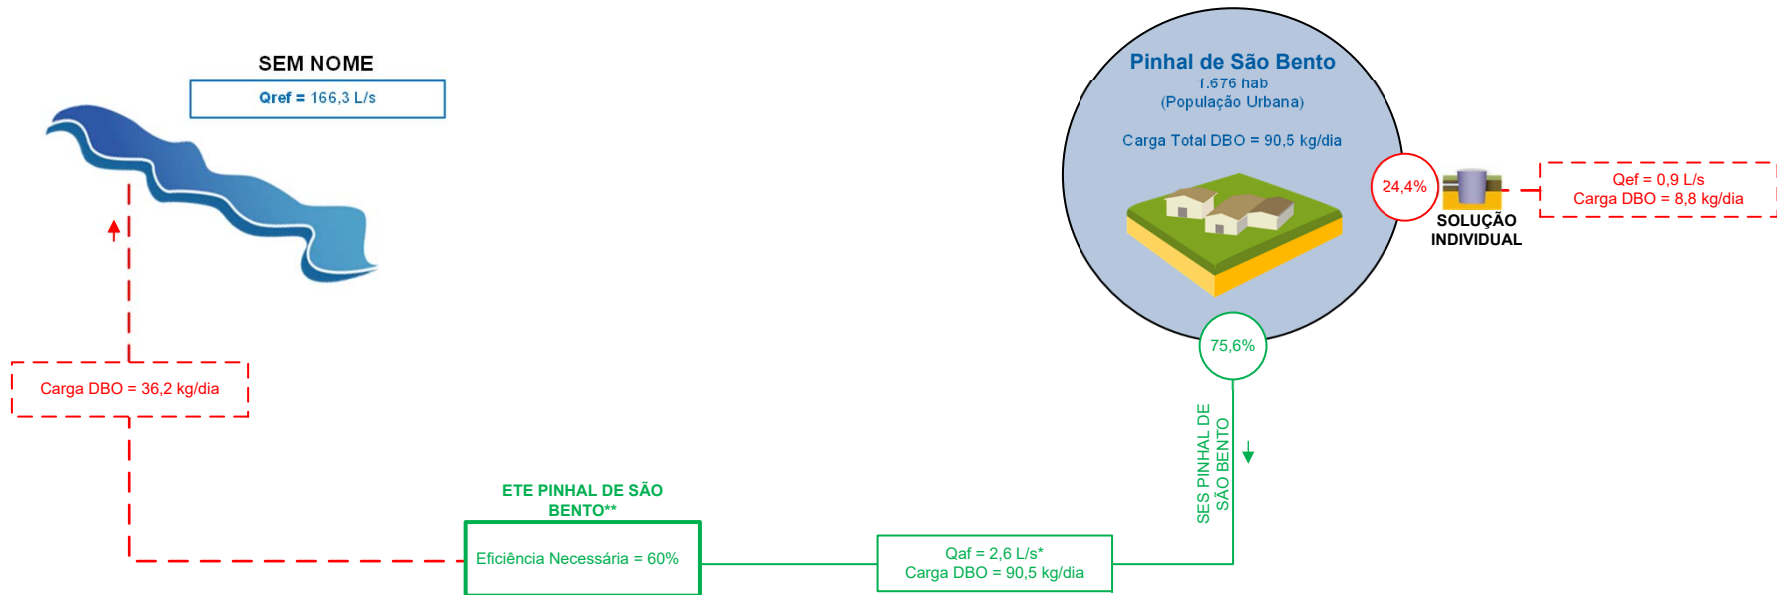 SEM NOME
Qref = 166,3 L/s
Pinhal de São Bento
1.676 hab
(População Urbana)
Carga Total DBO = 90,5 kg/dia
24,4%
SOLUÇÃO
INDIVIDUAL
Qef = 0,9 L/s
Carga DBO = 8,8 kg/dia
75,6%
SES PINHAL DE
SÃO BENTO
Carga DBO = 36,2 kg/dia
ETE PINHAL DE SÃO
BENTO**
Eficiência Necessária = 60%
Qaf = 2,6 L/s*
Carga DBO = 90,5 kg/dia